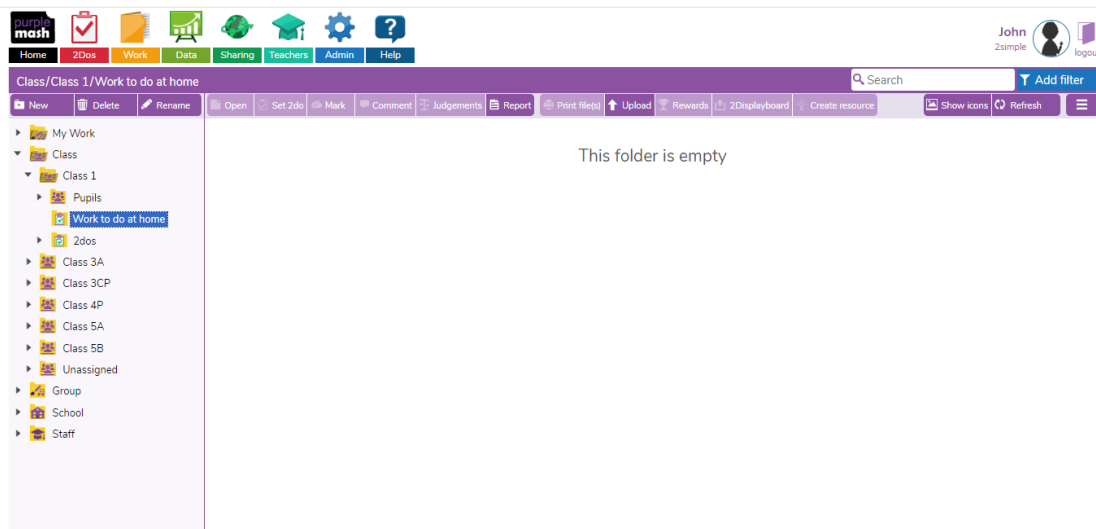 purple
mash
Home 2Dos Work Data Sharing Teachers Admin Help
John
2simple
logou
Class/Class 1/Work to do at home
Search
Add filter
New Delete Rename Open Set 2do Mark Comment Judgements Report Print file(s) Upload Rewards 2Displayboard Create resource Show icons Refresh
My Work
Class
Class 1
Pupils
Work to do at home
2dos
Class 3A
Class 3CP
Class 4P
Class 5A
Class 5B
Unassigned
Group
School
Staff
This folder is empty